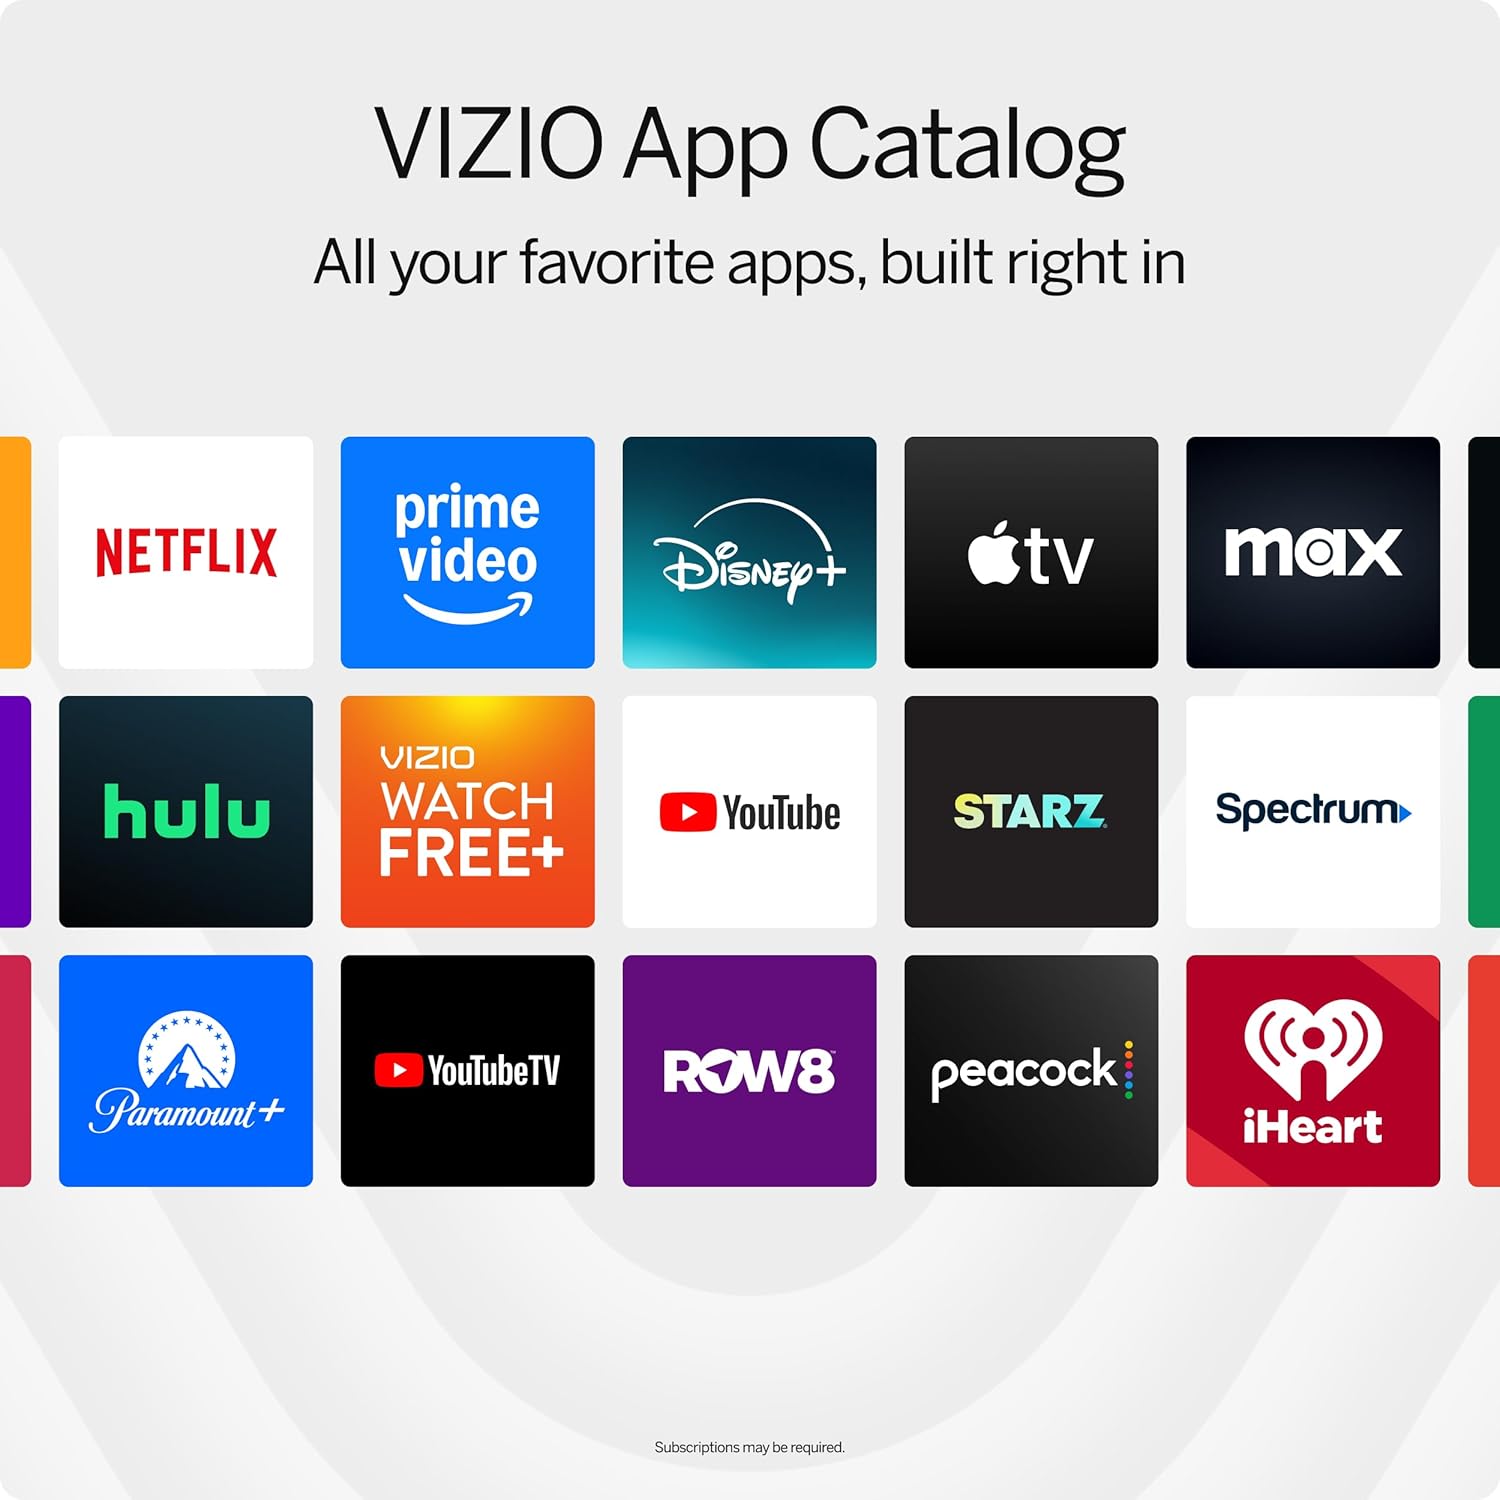 VIZIO App Catalog
All your favorite apps, built right in
NETFLIX
prime
video
Disney+
tv
max
hulu
VIZIO
WATCH
FREE+
YouTube
STARZ
Spectrum
Paramount+
YouTubeTV
ROW8
peacock
iHeart
Subscriptions may be required.